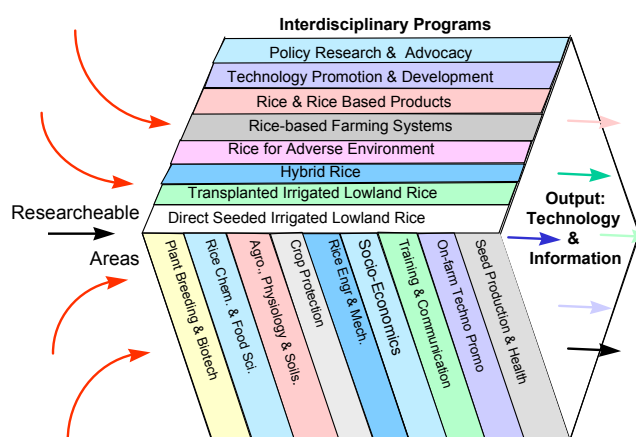 Interdisciplinary Programs
Policy Research & Advocacy
Technology Promotion & Development
Rice & Rice Based Products
Rice-based Farming Systems
Rice for Adverse Environment
Hybrid Rice
Transplanted Irrigated Lowland Rice
Direct Seeded Irrigated Lowland Rice
Researcheable
Areas
Output:
Technology
&
Information
Plant Breeding & Biotech
Rice Chem. & Food Sci.
Agro., Physiology & Soils.
Crop Protection
Rice Engr & Mech.
Socio-Economics
Training & Communication
On-farm Techno Promo
Seed Production & Health